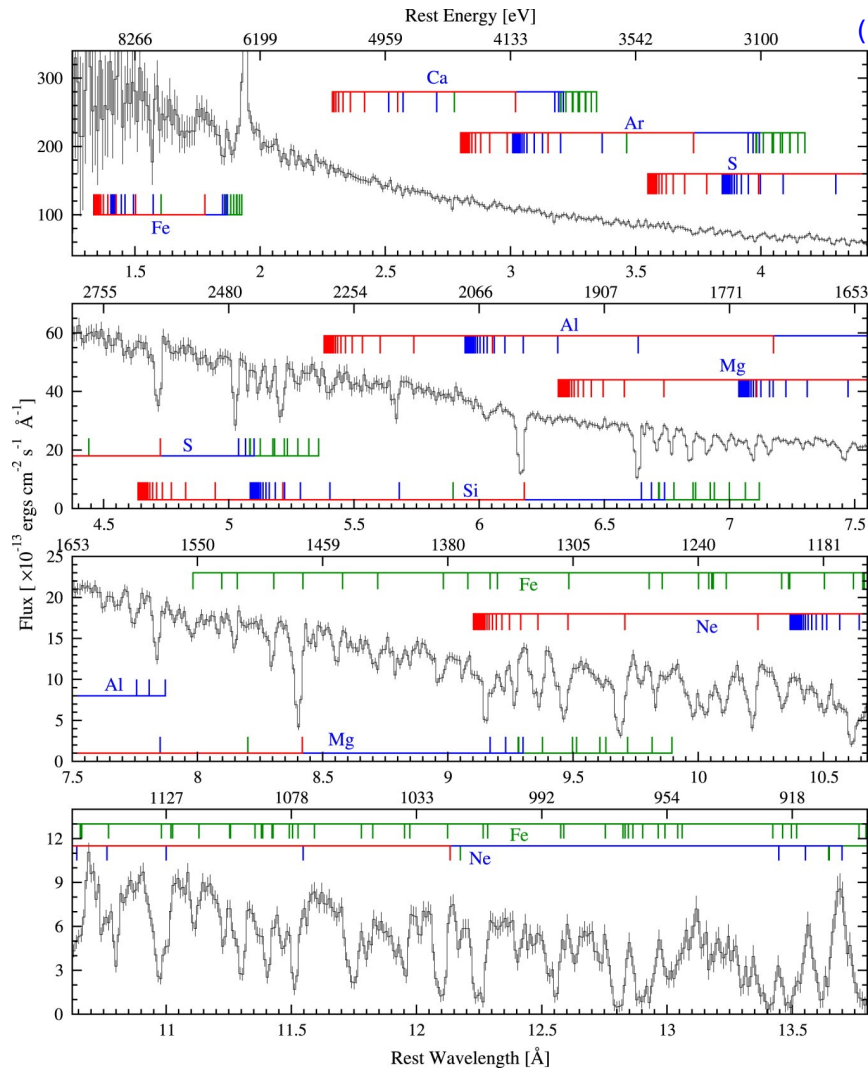 Rest Energy [eV]
8266 6199 4959 4133 3542 3100
(
300
200
100
Ca
Ar
S
Fe
1.5 2 2.5 3 3.5 4
2755 2480 2254 2066 1907 1771 1653
60
40
20
0
Al
Mg
S
Si
4.5 5 5.5 6 6.5 7 7.5
Flux [ ×10⁻¹³ ergs cm⁻² s⁻¹ Å⁻¹]
1653 1550 1459 1380 1305 1240 1181
25
20
15
10
5
0
Fe
Ne
Al
Mg
7.5 8 8.5 9 9.5 10 10.5
1127 1078 1033 992 954 918
12
9
6
3
0
Fe
Ne
11 11.5 12 12.5 13 13.5
Rest Wavelength [Å]